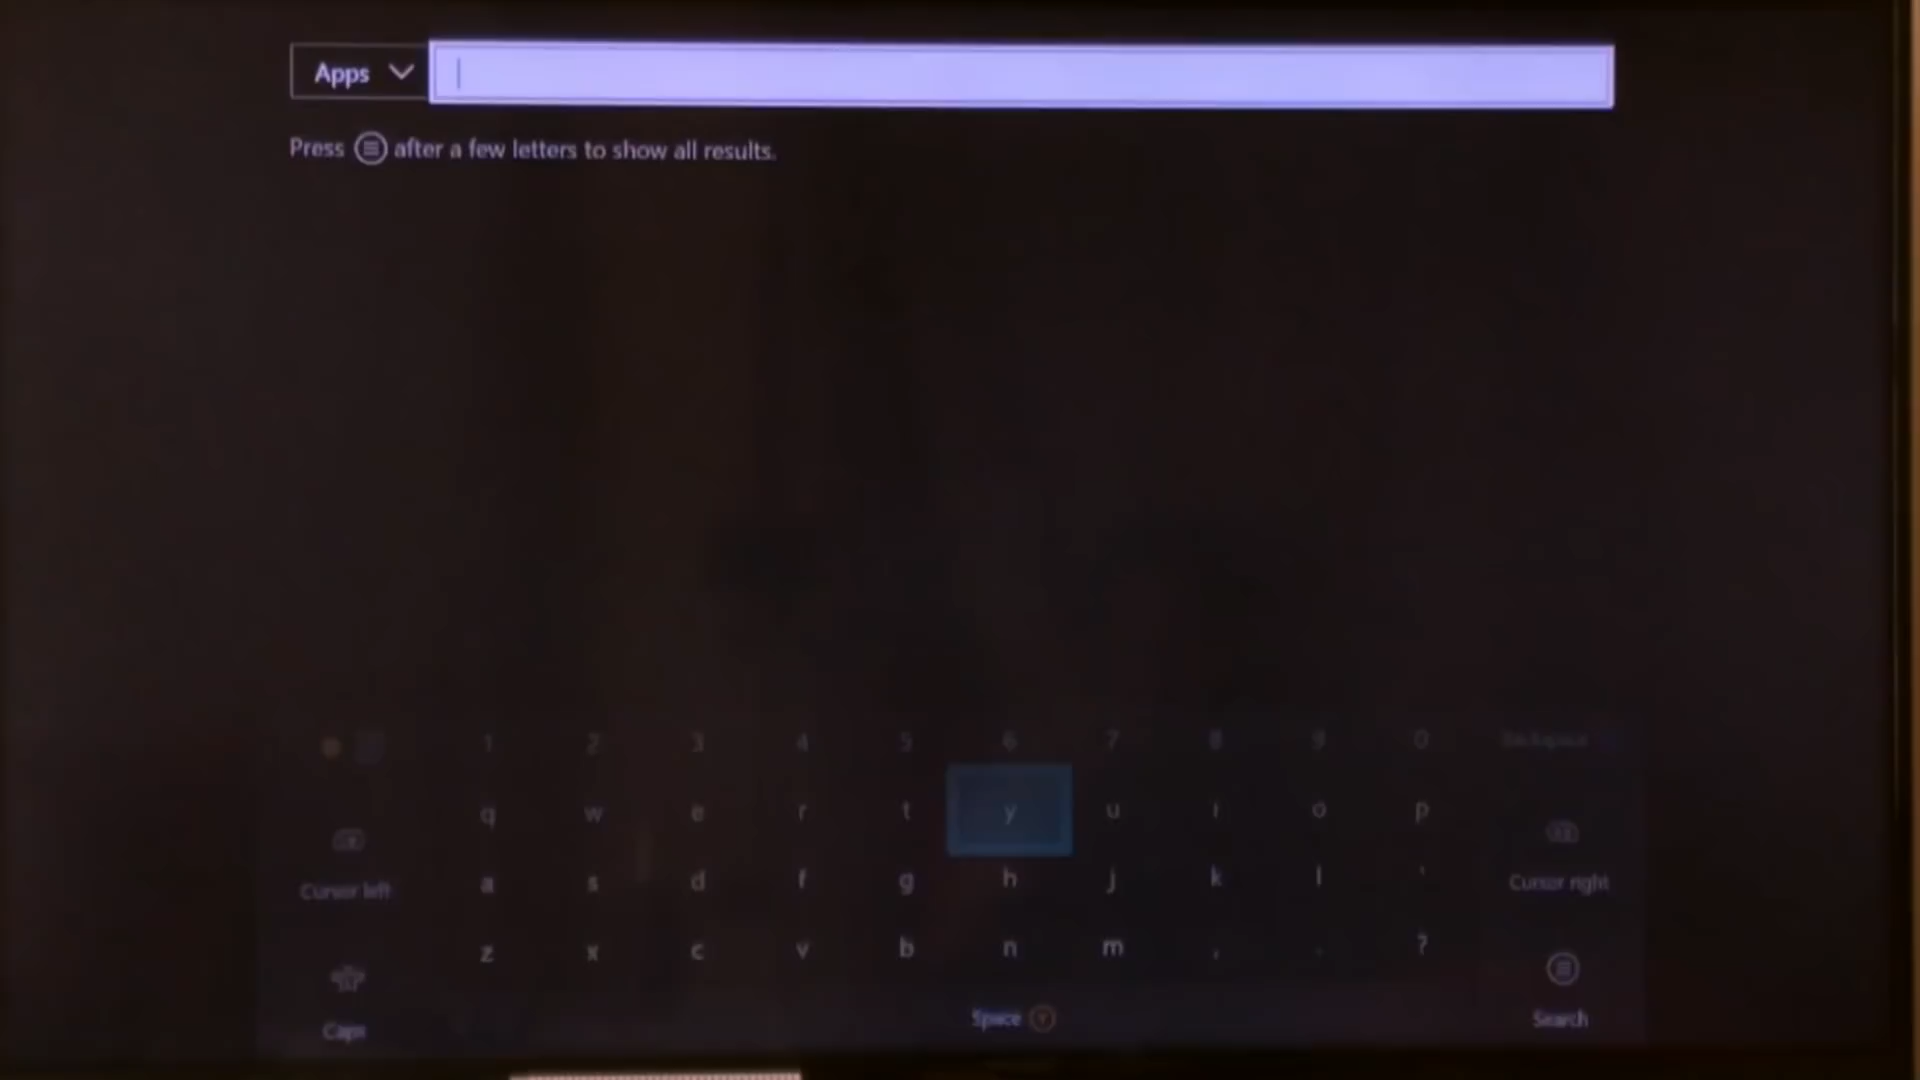 Apps
Press after a few letters to show all results.
1 2 3 4 5 6 7 8 9 0 Backspace
q w e r t y u i o p
Cursor left a s d f g h j k l ' Cursor right
z x c v b n m , . ?
Caps Space Y Search